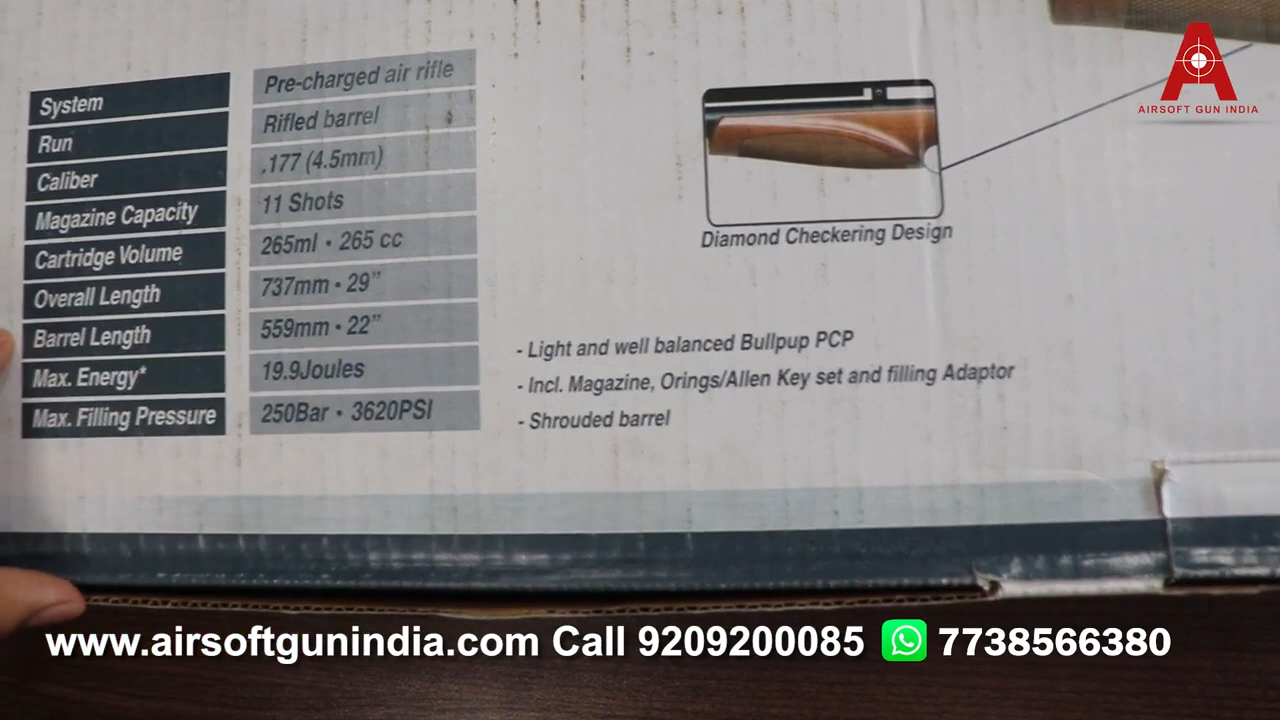 A
AIRSOFT GUN INDIA
System Pre-charged air rifle
Run Rifled barrel
Caliber .177 (4.5mm)
Magazine Capacity 11 Shots
Cartridge Volume 265ml • 265 cc
Overall Length 737mm • 29”
Barrel Length 559mm • 22”
Max. Energy* 19.9Joules
Max. Filling Pressure 250Bar • 3620PSI
Diamond Checkering Design
- Light and well balanced Bullpup PCP
- Incl. Magazine, Orings/Allen Key set and filling Adaptor
- Shrouded barrel
www.airsoftgunindia.com Call 9209200085 7738566380